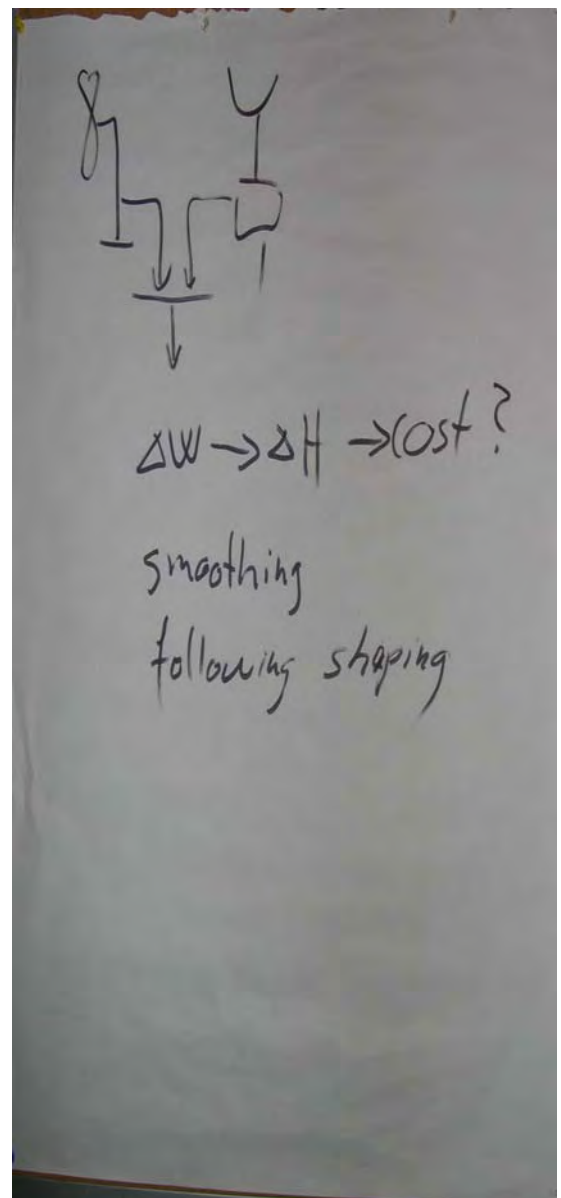 ΔW → ΔH → Cost?
smoothing
following shaping